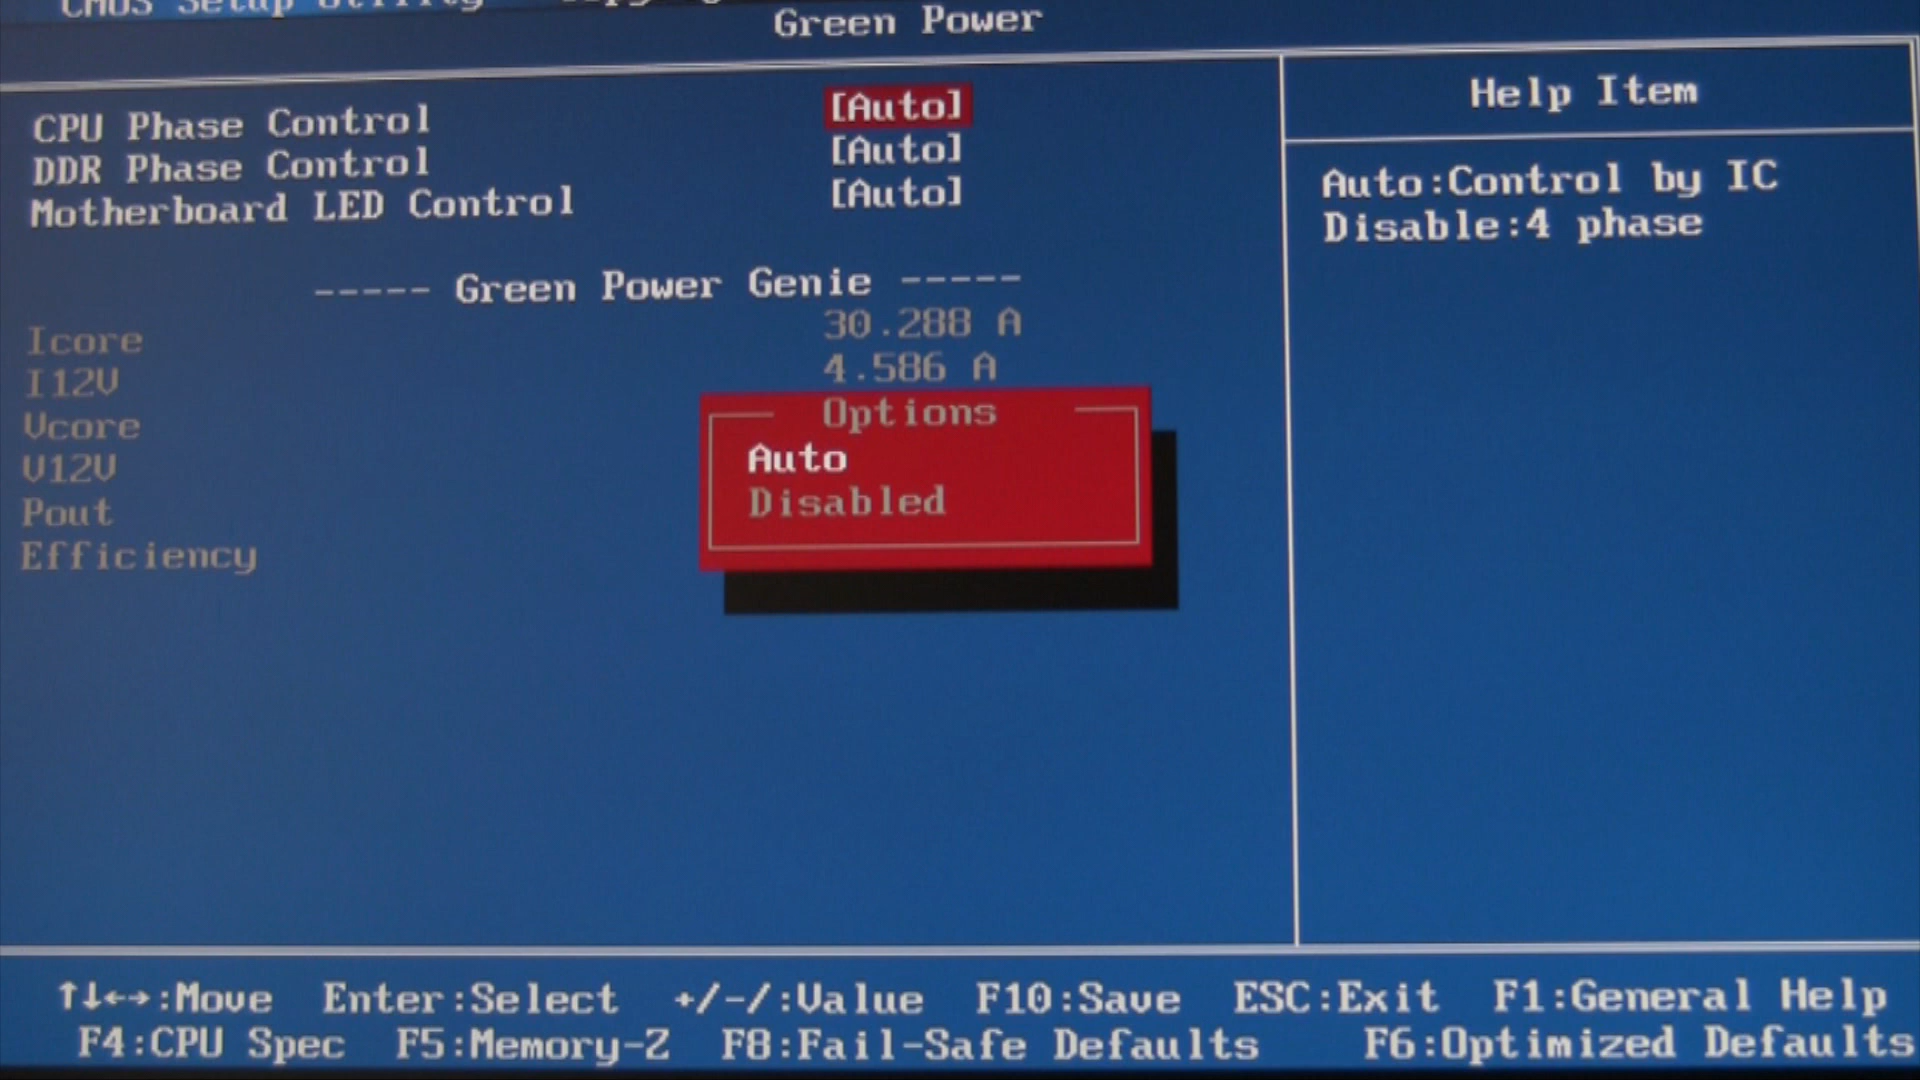 CMOS Setup Utility
Green Power
CPU Phase Control [Auto]
DDR Phase Control [Auto]
Motherboard LED Control [Auto]
----- Green Power Genie -----
Icore 30.288 A
I12V 4.586 A
Vcore
V12V
Pout
Efficiency
Options
Auto
Disabled
Help Item
Auto:Control by IC
Disable:4 phase
↑↓←→:Move Enter:Select +/-/:Value F10:Save ESC:Exit F1:General Help
F4:CPU Spec F5:Memory-Z F8:Fail-Safe Defaults F6:Optimized Defaults